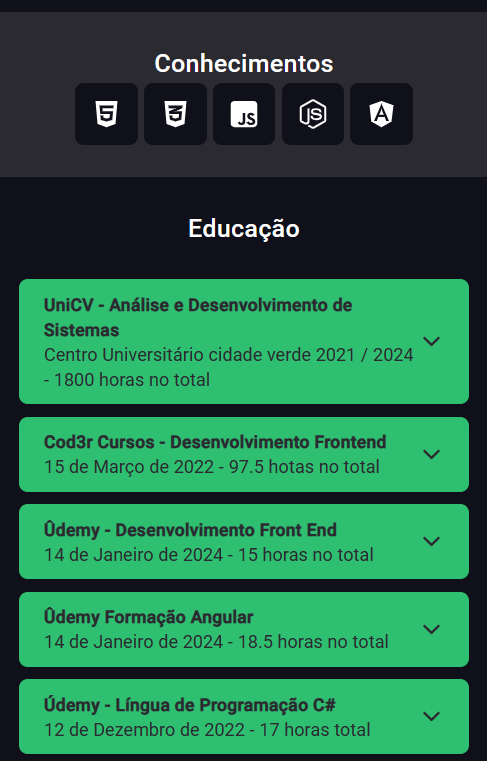 Conhecimentos
5
3
JS
JS
A
Educação
UniCV - Análise e Desenvolvimento de
Sistemas
Centro Universitário cidade verde 2021 / 2024
- 1800 horas no total
Cod3r Cursos - Desenvolvimento Frontend
15 de Março de 2022 - 97.5 hotas no total
Ûdemy - Desenvolvimento Front End
14 de Janeiro de 2024 - 15 horas no total
Ûdemy Formação Angular
14 de Janeiro de 2024 - 18.5 horas no total
Údemy - Língua de Programação C#
12 de Dezembro de 2022 - 17 horas no total